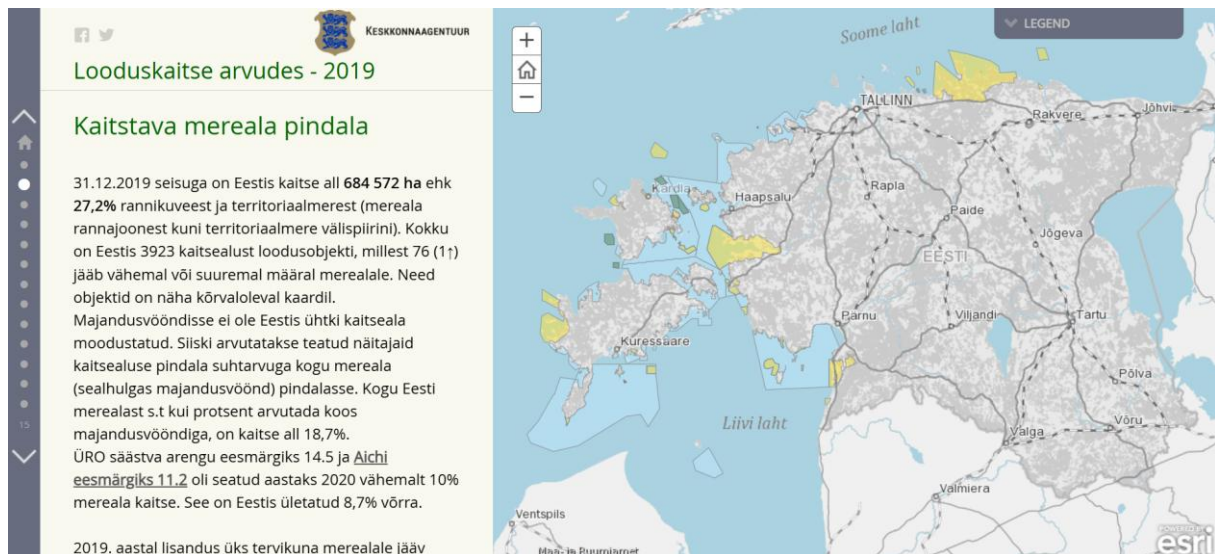 KESKKONNAAGENTUUR
Looduskaitse arvudes - 2019
Kaitstava mereala pindala
31.12.2019 seisuga on Eestis kaitse all 684 572 ha ehk
27,2% rannikuveest ja territoriaalmerest (mereala
rannajoonest kuni territoriaalmere välispiirini). Kokku
on Eestis 3923 kaitsealust loodusobjekti, millest 76 (1↑)
jääb vähemal või suuremal määral merealale. Need
objektid on näha kõrvaloleval kaardil.
Majandusvööndisse ei ole Eestis ühtki kaitseala
moodustatud. Siiski arvutatakse teatud näitajaid
kaitsealuse pindala suhtarvuga kogu mereala
(sealhulgas majandusvöönd) pindalasse. Kogu Eesti
merealast s.t kui protsent arvutada koos
majandusvööndiga, on kaitse all 18,7%.
ÜRO säästva arengu eesmärgiks 14.5 ja Aichi
eesmärgiks 11.2 oli seatud aastaks 2020 vähemalt 10%
mereala kaitse. See on Eestis ületatud 8,7% võrra.
2019. aastal lisandus üks tervikuna merealale jääv
15
+
−
LEGEND
Soome laht
TALLINN
Rakvere
Jõhvi
Kärdla
Haapsalu
Rapla
Paide
Jõgeva
EESTI
Pärnu
Viljandi
Tartu
Kuressaare
Põlva
Võru
Valga
Liivi laht
Valmiera
Ventspils
Maa- ja Ruumiamet
POWERED BY
esri